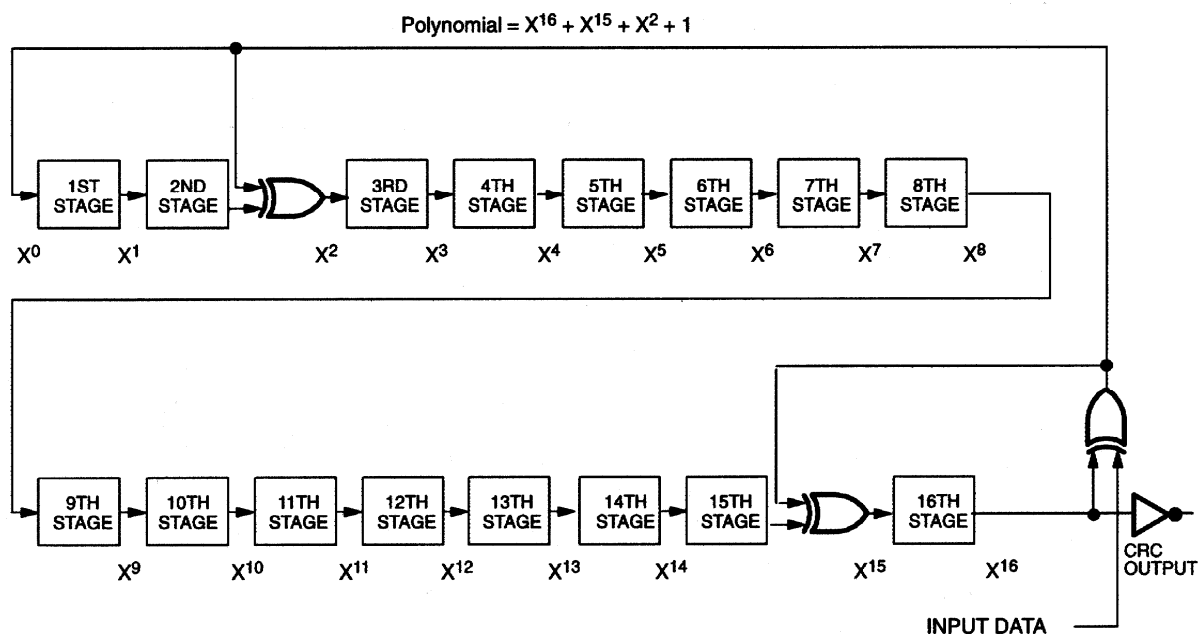 Polynomial = X¹⁶ + X¹⁵ + X² + 1
1ST STAGE
2ND STAGE
3RD STAGE
4TH STAGE
5TH STAGE
6TH STAGE
7TH STAGE
8TH STAGE
X⁰
X¹
X²
X³
X⁴
X⁵
X⁶
X⁷
X⁸
9TH STAGE
10TH STAGE
11TH STAGE
12TH STAGE
13TH STAGE
14TH STAGE
15TH STAGE
16TH STAGE
X⁹
X¹⁰
X¹¹
X¹²
X¹³
X¹⁴
X¹⁵
X¹⁶
CRC
OUTPUT
INPUT DATA